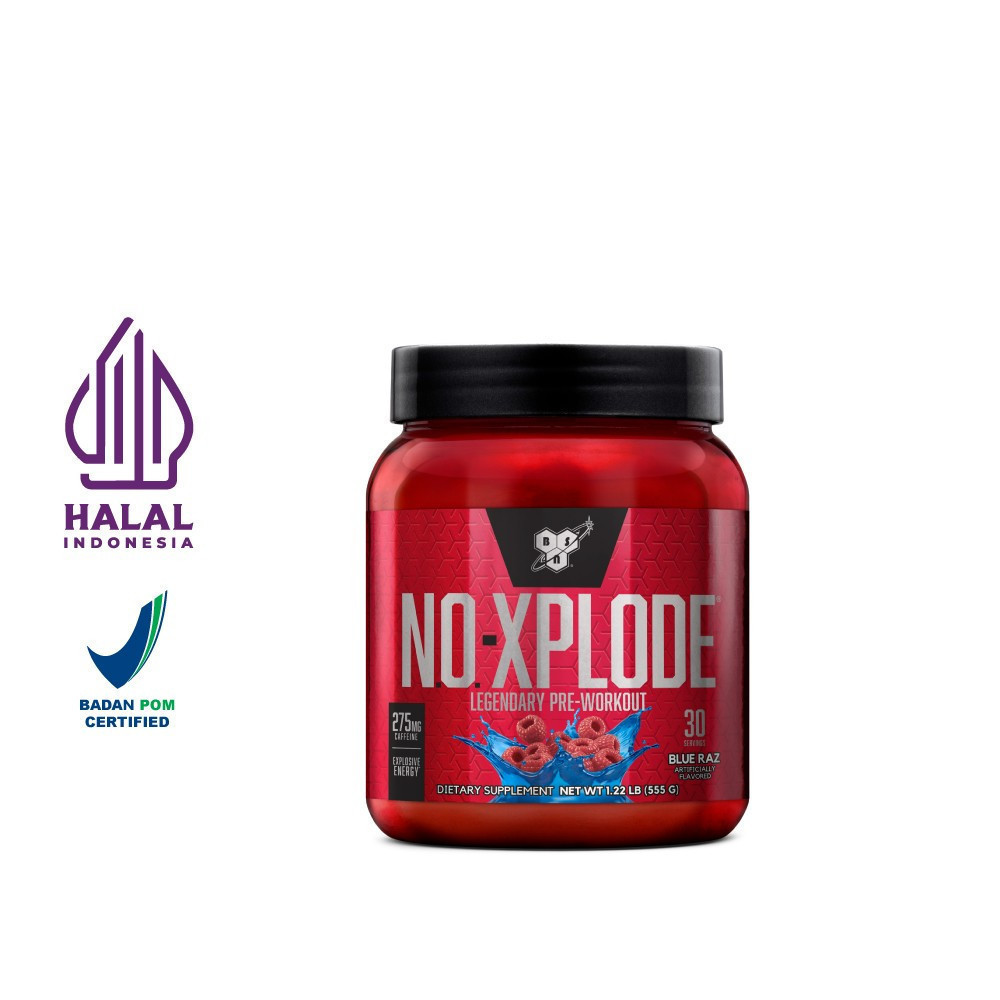 HALAL
INDONESIA
BADAN POM
CERTIFIED
BSN
N.O.-XPLODE®
LEGENDARY PRE-WORKOUT
275MG
CAFFEINE
EXPLOSIVE
ENERGY
30
SERVINGS
BLUE RAZ
ARTIFICIALLY
FLAVORED
DIETARY SUPPLEMENT NET WT 1.22 LB (555 G)